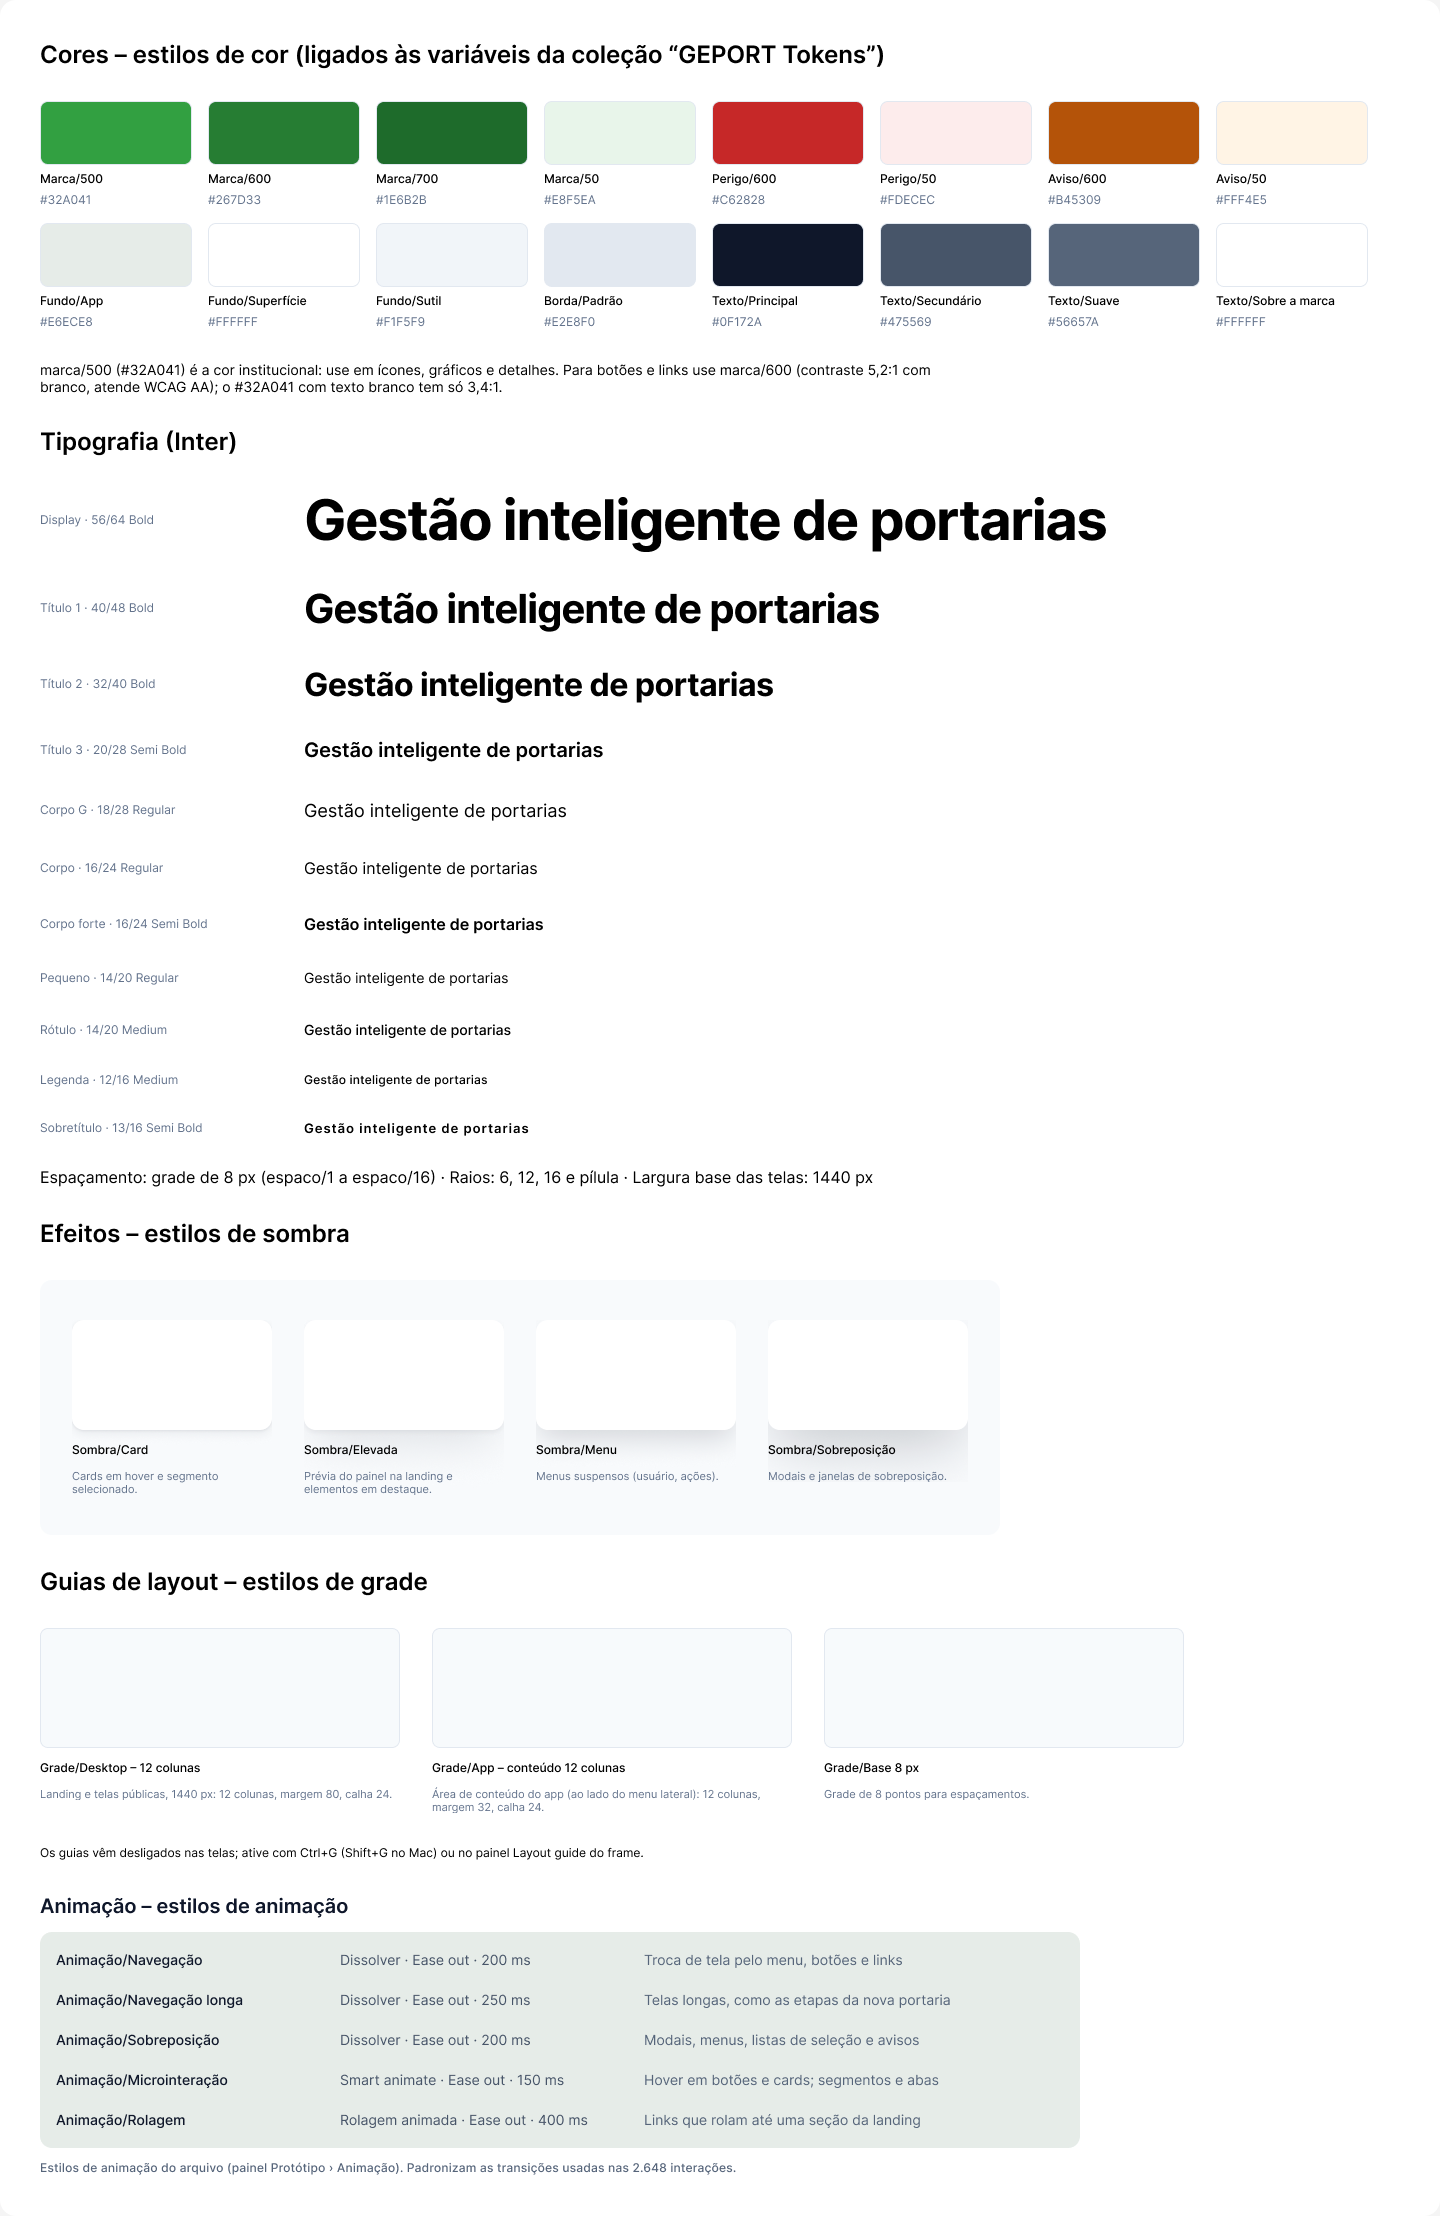 Cores – estilos de cor (ligados às variáveis da coleção “GEPORT Tokens”)
Marca/500
#32A041
Marca/600
#267D33
Marca/700
#1E6B2B
Marca/50
#E8F5EA
Perigo/600
#C62828
Perigo/50
#FDECEC
Aviso/600
#B45309
Aviso/50
#FFF4E5
Fundo/App
#E6ECE8
Fundo/Superfície
#FFFFFF
Fundo/Sutil
#F1F5F9
Borda/Padrão
#E2E8F0
Texto/Principal
#0F172A
Texto/Secundário
#475569
Texto/Suave
#56657A
Texto/Sobre a marca
#FFFFFF
marca/500 (#32A041) é a cor institucional: use em ícones, gráficos e detalhes. Para botões e links use marca/600 (contraste 5,2:1 com
branco, atende WCAG AA); o #32A041 com texto branco tem só 3,4:1.
Tipografia (Inter)
Display · 56/64 Bold
Gestão inteligente de portarias
Título 1 · 40/48 Bold
Gestão inteligente de portarias
Título 2 · 32/40 Bold
Gestão inteligente de portarias
Título 3 · 20/28 Semi Bold
Gestão inteligente de portarias
Corpo G · 18/28 Regular
Gestão inteligente de portarias
Corpo · 16/24 Regular
Gestão inteligente de portarias
Corpo forte · 16/24 Semi Bold
Gestão inteligente de portarias
Pequeno · 14/20 Regular
Gestão inteligente de portarias
Rótulo · 14/20 Medium
Gestão inteligente de portarias
Legenda · 12/16 Medium
Gestão inteligente de portarias
Sobretítulo · 13/16 Semi Bold
Gestão inteligente de portarias
Espaçamento: grade de 8 px (espaco/1 a espaco/16) · Raios: 6, 12, 16 e pílula · Largura base das telas: 1440 px
Efeitos – estilos de sombra
Sombra/Card
Cards em hover e segmento
selecionado.
Sombra/Elevada
Prévia do painel na landing e
elementos em destaque.
Sombra/Menu
Menus suspensos (usuário, ações).
Sombra/Sobreposição
Modais e janelas de sobreposição.
Guias de layout – estilos de grade
Grade/Desktop – 12 colunas
Landing e telas públicas, 1440 px: 12 colunas, margem 80, calha 24.
Grade/App – conteúdo 12 colunas
Área de conteúdo do app (ao lado do menu lateral): 12 colunas,
margem 32, calha 24.
Grade/Base 8 px
Grade de 8 pontos para espaçamentos.
Os guias vêm desligados nas telas; ative com Ctrl+G (Shift+G no Mac) ou no painel Layout guide do frame.
Animação – estilos de animação
Animação/Navegação
Dissolver · Ease out · 200 ms
Troca de tela pelo menu, botões e links
Animação/Navegação longa
Dissolver · Ease out · 250 ms
Telas longas, como as etapas da nova portaria
Animação/Sobreposição
Dissolver · Ease out · 200 ms
Modais, menus, listas de seleção e avisos
Animação/Microinteração
Smart animate · Ease out · 150 ms
Hover em botões e cards; segmentos e abas
Animação/Rolagem
Rolagem animada · Ease out · 400 ms
Links que rolam até uma seção da landing
Estilos de animação do arquivo (painel Protótipo › Animação). Padronizam as transições usadas nas 2.648 interações.